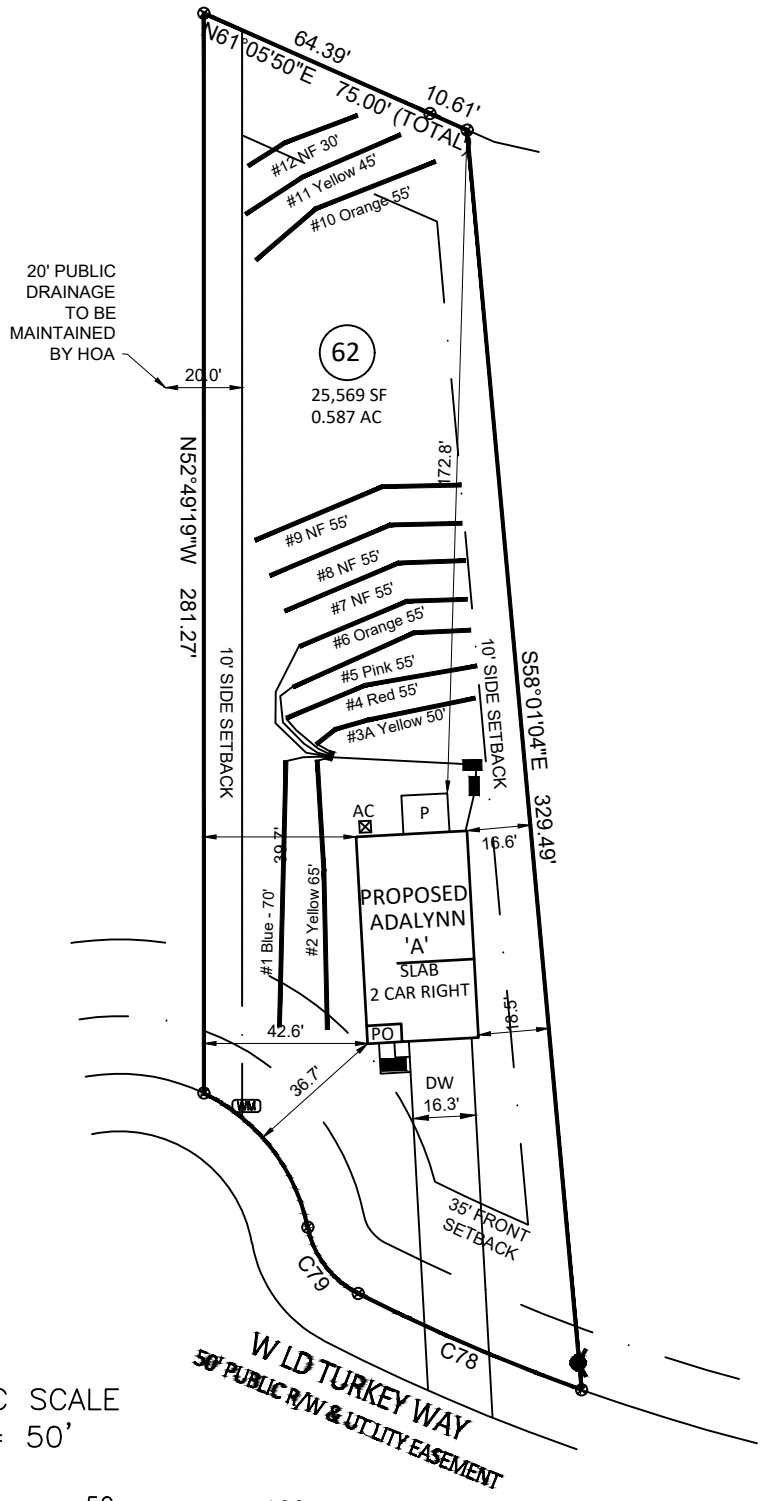 64.39'
N61°05'50"E
75.00' (TOTAL)
10.61'
#12 NF 30'
#11 Yellow 45'
#10 Orange 55'
20' PUBLIC
DRAINAGE
TO BE
MAINTAINED
BY HOA
20.0'
62
25,569 SF
0.587 AC
172.8'
N52°49'19"W 281.27'
#9 NF 55'
#8 NF 55'
#7 NF 55'
#6 Orange 55'
#5 Pink 55'
#4 Red 55'
#3A Yellow 50'
10' SIDE SETBACK
10' SIDE SETBACK
S58°01'04"E 329.49'
AC
P
39.7'
16.6'
PROPOSED
ADALYNN
'A'
SLAB
2 CAR RIGHT
#1 Blue - 70'
#2 Yellow 65'
18.5'
42.6'
PO
36.7'
DW
16.3'
WM
35' FRONT
SETBACK
C79
C78
W LD TURKEY WAY
50' PUBLIC R/W & UT LITY EASEMENT
C SCALE
= 50'